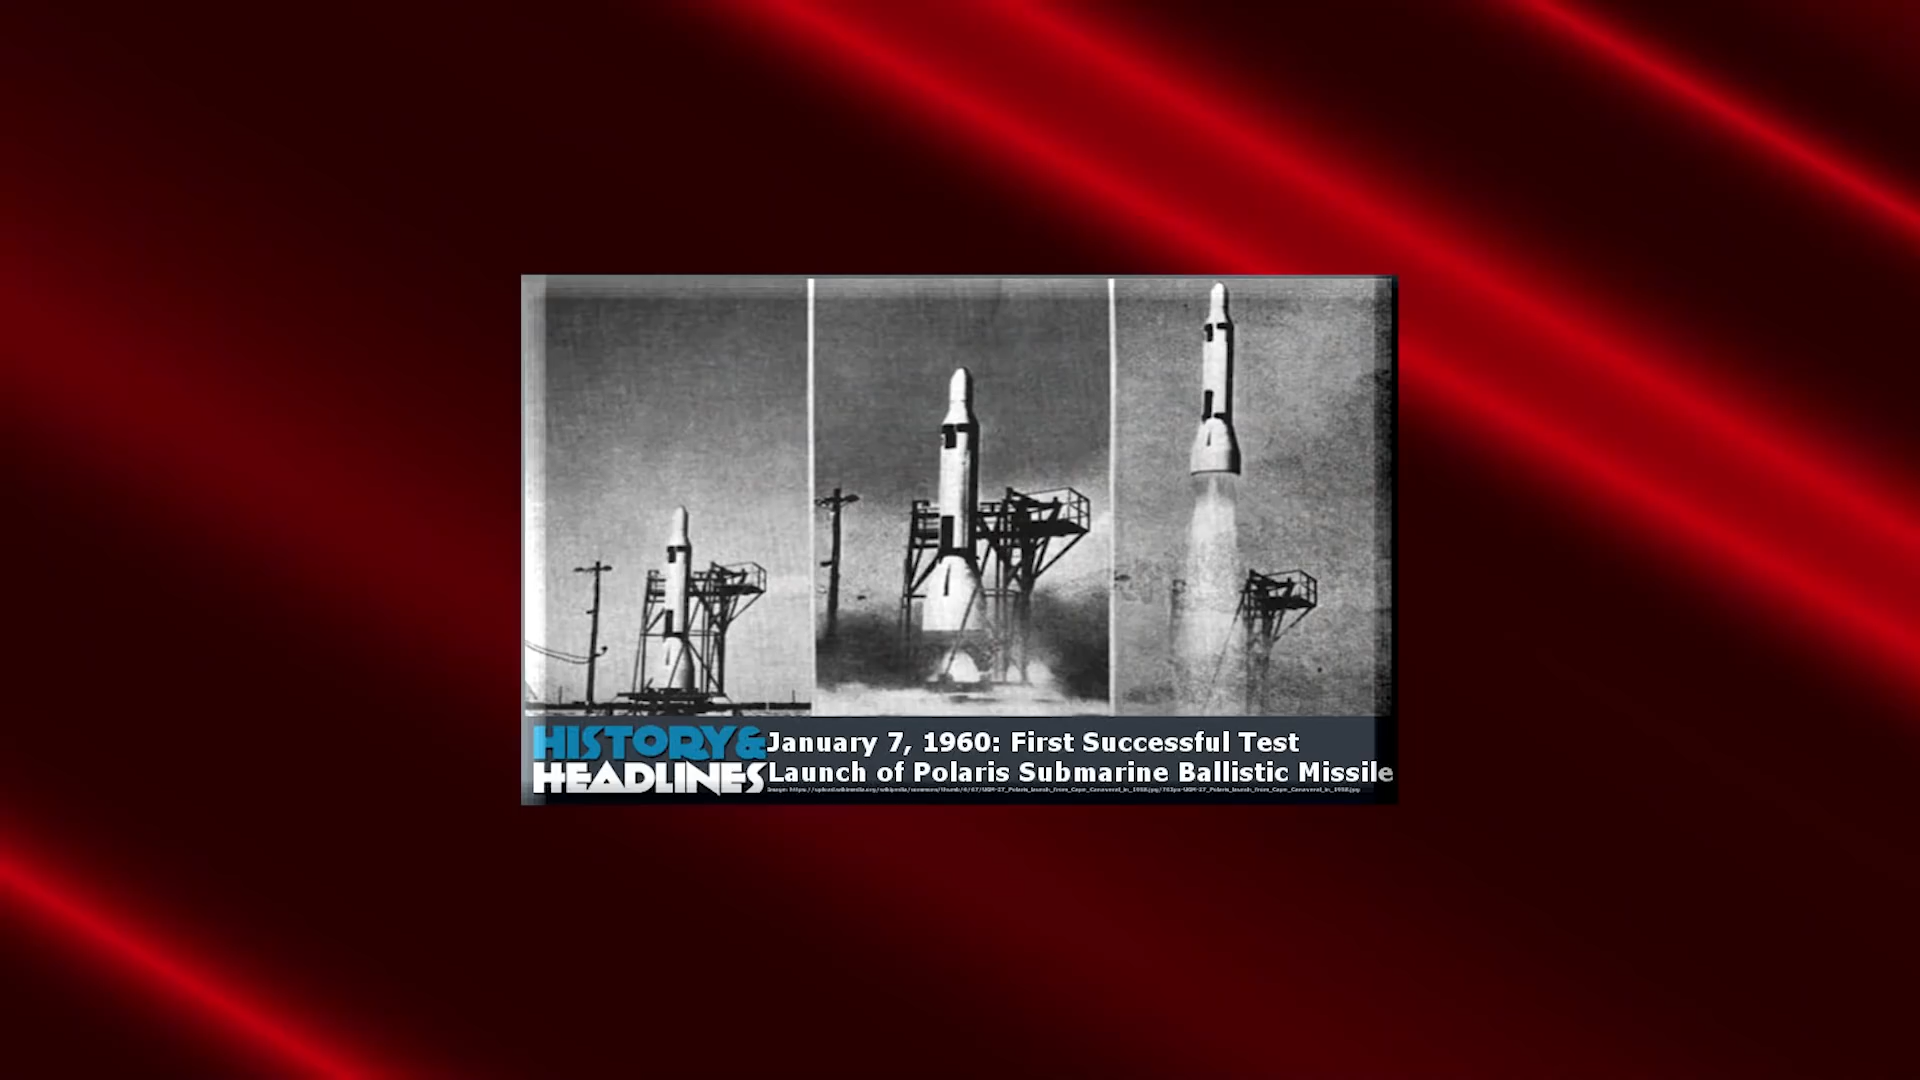 HISTORY&
HEADLINES
January 7, 1960: First Successful Test
Launch of Polaris Submarine Ballistic Missile